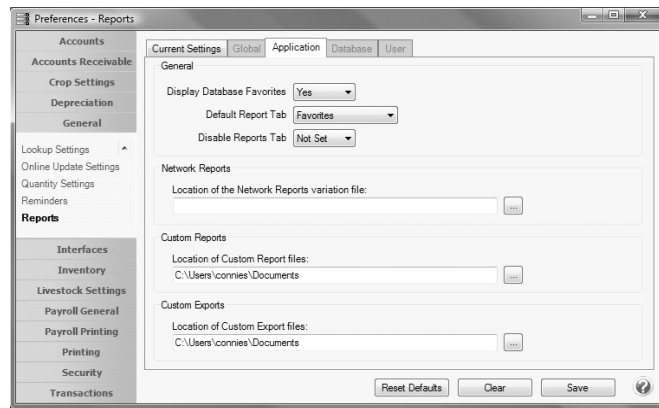 Preferences - Reports
Accounts
Accounts Receivable
Crop Settings
Depreciation
General
Lookup Settings
Online Update Settings
Quantity Settings
Reminders
Reports
Interfaces
Inventory
Livestock Settings
Payroll General
Payroll Printing
Printing
Security
Transactions
Current Settings Global Application Database User
General
Display Database Favorites Yes
Default Report Tab Favorites
Disable Reports Tab Not Set
Network Reports
Location of the Network Reports variation file:
...
Custom Reports
Location of Custom Report files:
C:\Users\connies\Documents ...
Custom Exports
Location of Custom Export files:
C:\Users\connies\Documents ...
Reset Defaults Clear Save ?